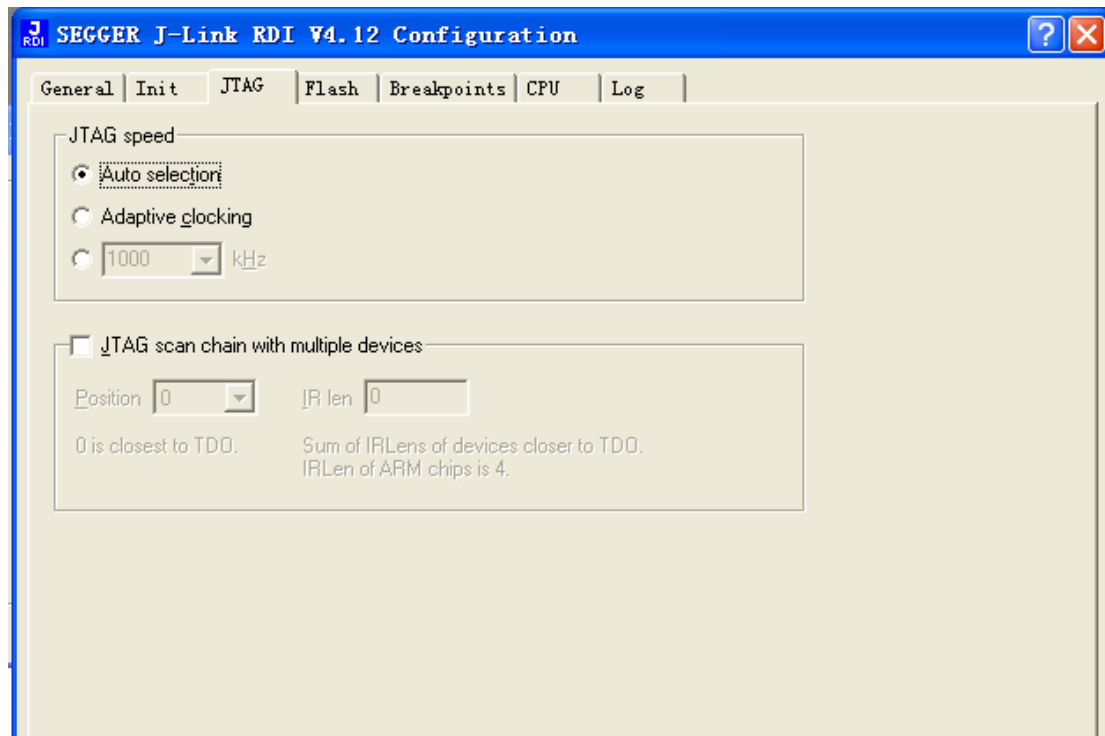 J RDI SEGGER J-Link RDI V4.12 Configuration
General Init JTAG Flash Breakpoints CPU Log
JTAG speed
Auto selection
Adaptive clocking
1000 kHz
JTAG scan chain with multiple devices
Position 0 IR len 0
0 is closest to TDO. Sum of IRLens of devices closer to TDO.
IRLen of ARM chips is 4.